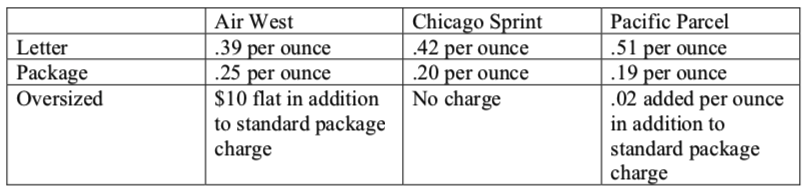 Air West Chicago Sprint Pacific Parcel
Letter .39 per ounce .42 per ounce .51 per ounce
Package .25 per ounce .20 per ounce .19 per ounce
Oversized $10 flat in addition No charge .02 added per ounce
to standard package in addition to
charge standard package
charge